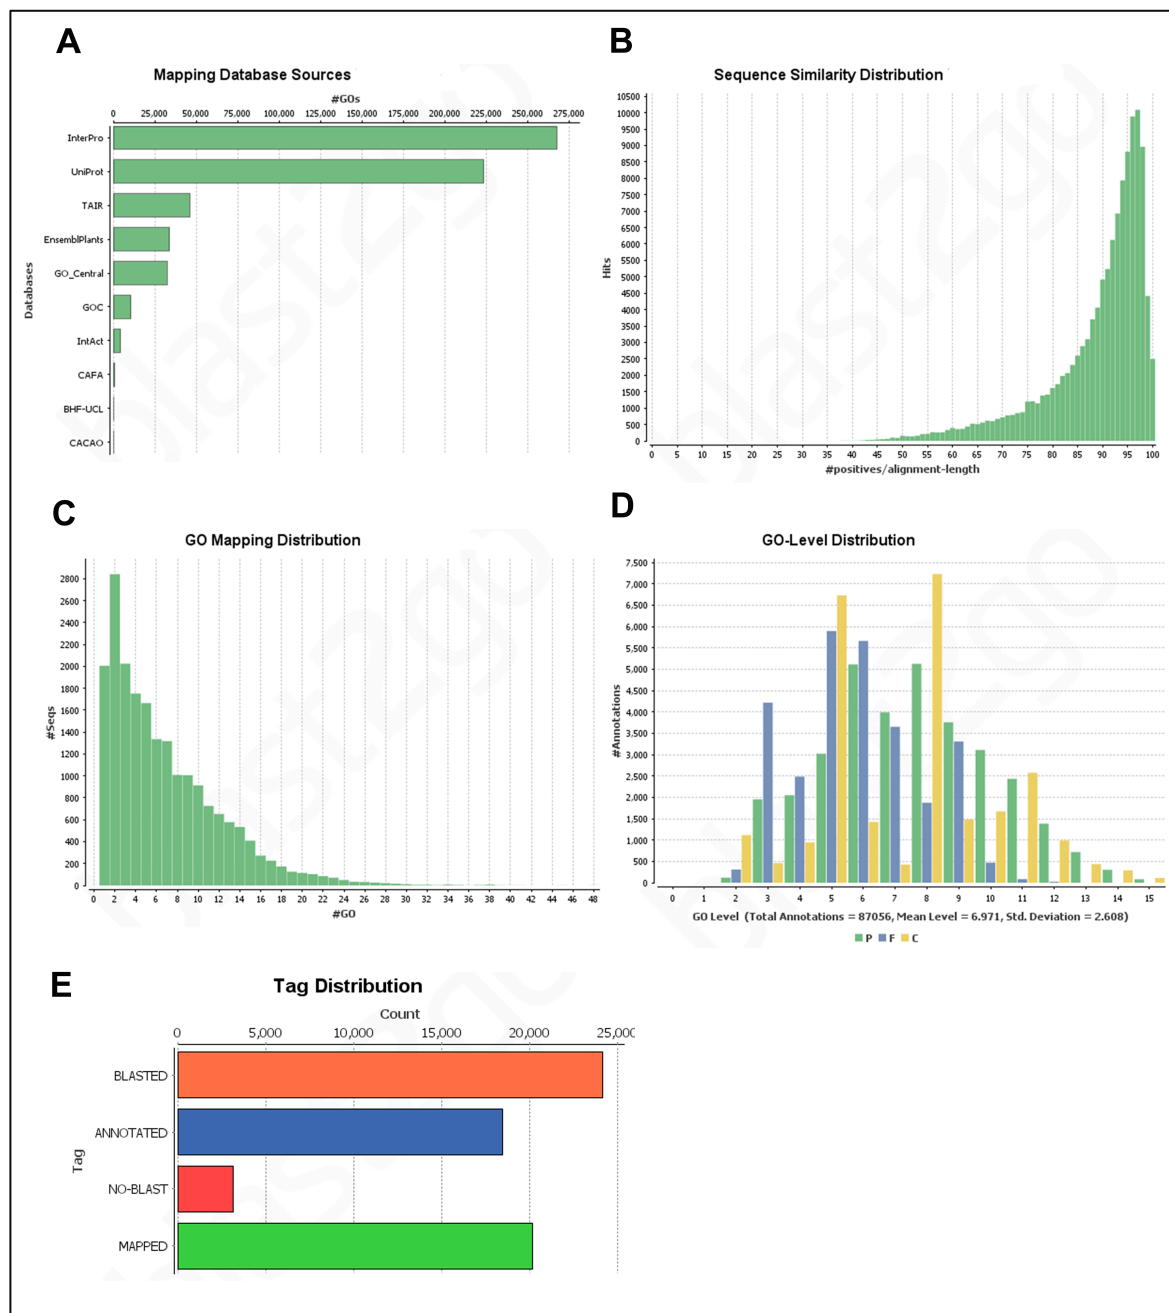 A
Mapping Database Sources
#GOs
0 25,000 50,000 75,000 100,000 125,000 150,000 175,000 200,000 225,000 250,000 275,000
Databases
InterPro
UniProt
TAIR
EnsemblPlants
GO_Central
GOC
IntAct
CAFA
BHF-UCL
CACAO
blast2go
B
Sequence Similarity Distribution
Hits
10500
10000
9500
9000
8500
8000
7500
7000
6500
6000
5500
5000
4500
4000
3500
3000
2500
2000
1500
1000
500
0
0 5 10 15 20 25 30 35 40 45 50 55 60 65 70 75 80 85 90 95 100
#positives/alignment-length
blast2go
C
GO Mapping Distribution
#Seqs
2800
2600
2400
2200
2000
1800
1600
1400
1200
1000
800
600
400
200
0
0 2 4 6 8 10 12 14 16 18 20 22 24 26 28 30 32 34 36 38 40 42 44 46 48
#GO
D
GO-Level Distribution
#Annotations
7,500
7,000
6,500
6,000
5,500
5,000
4,500
4,000
3,500
3,000
2,500
2,000
1,500
1,000
500
0
0 1 2 3 4 5 6 7 8 9 10 11 12 13 14 15
GO Level (Total Annotations = 87056, Mean Level = 6.971, Std. Deviation = 2.608)
P F C
E
Tag Distribution
Count
0 5,000 10,000 15,000 20,000 25,000
Tag
BLASTED
ANNOTATED
NO-BLAST
MAPPED